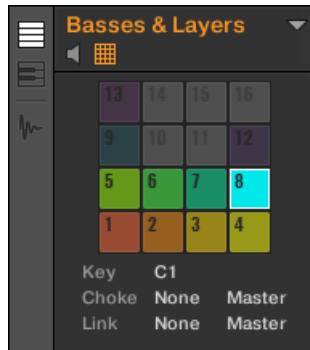 Basses & Layers
13 14 15 16
9 10 11 12
5 6 7 8
1 2 3 4
Key C1
Choke None Master
Link None Master